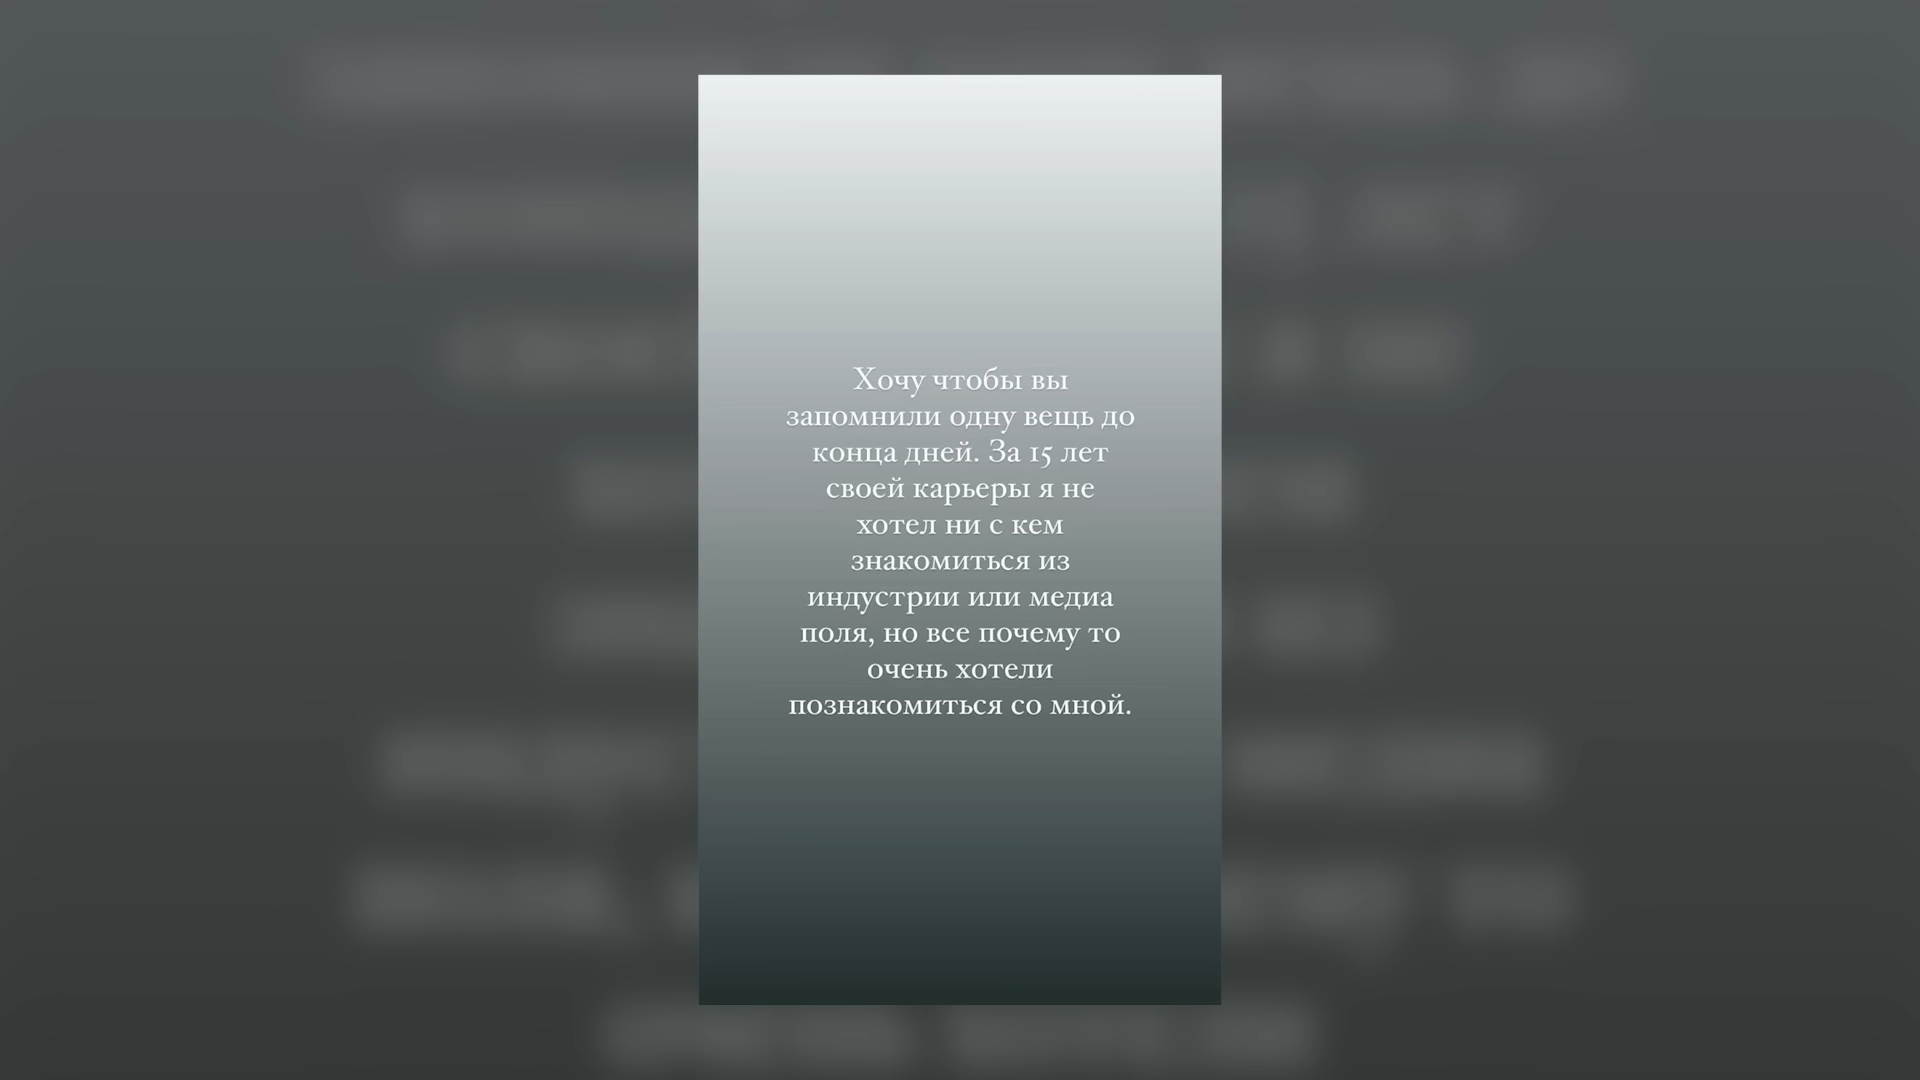 Хочу чтобы вы
запомнили одну вещь до
конца дней. За 15 лет
своей карьеры я не
хотел ни с кем
знакомиться из
индустрии или медиа
поля, но все почему то
очень хотели
познакомиться со мной.